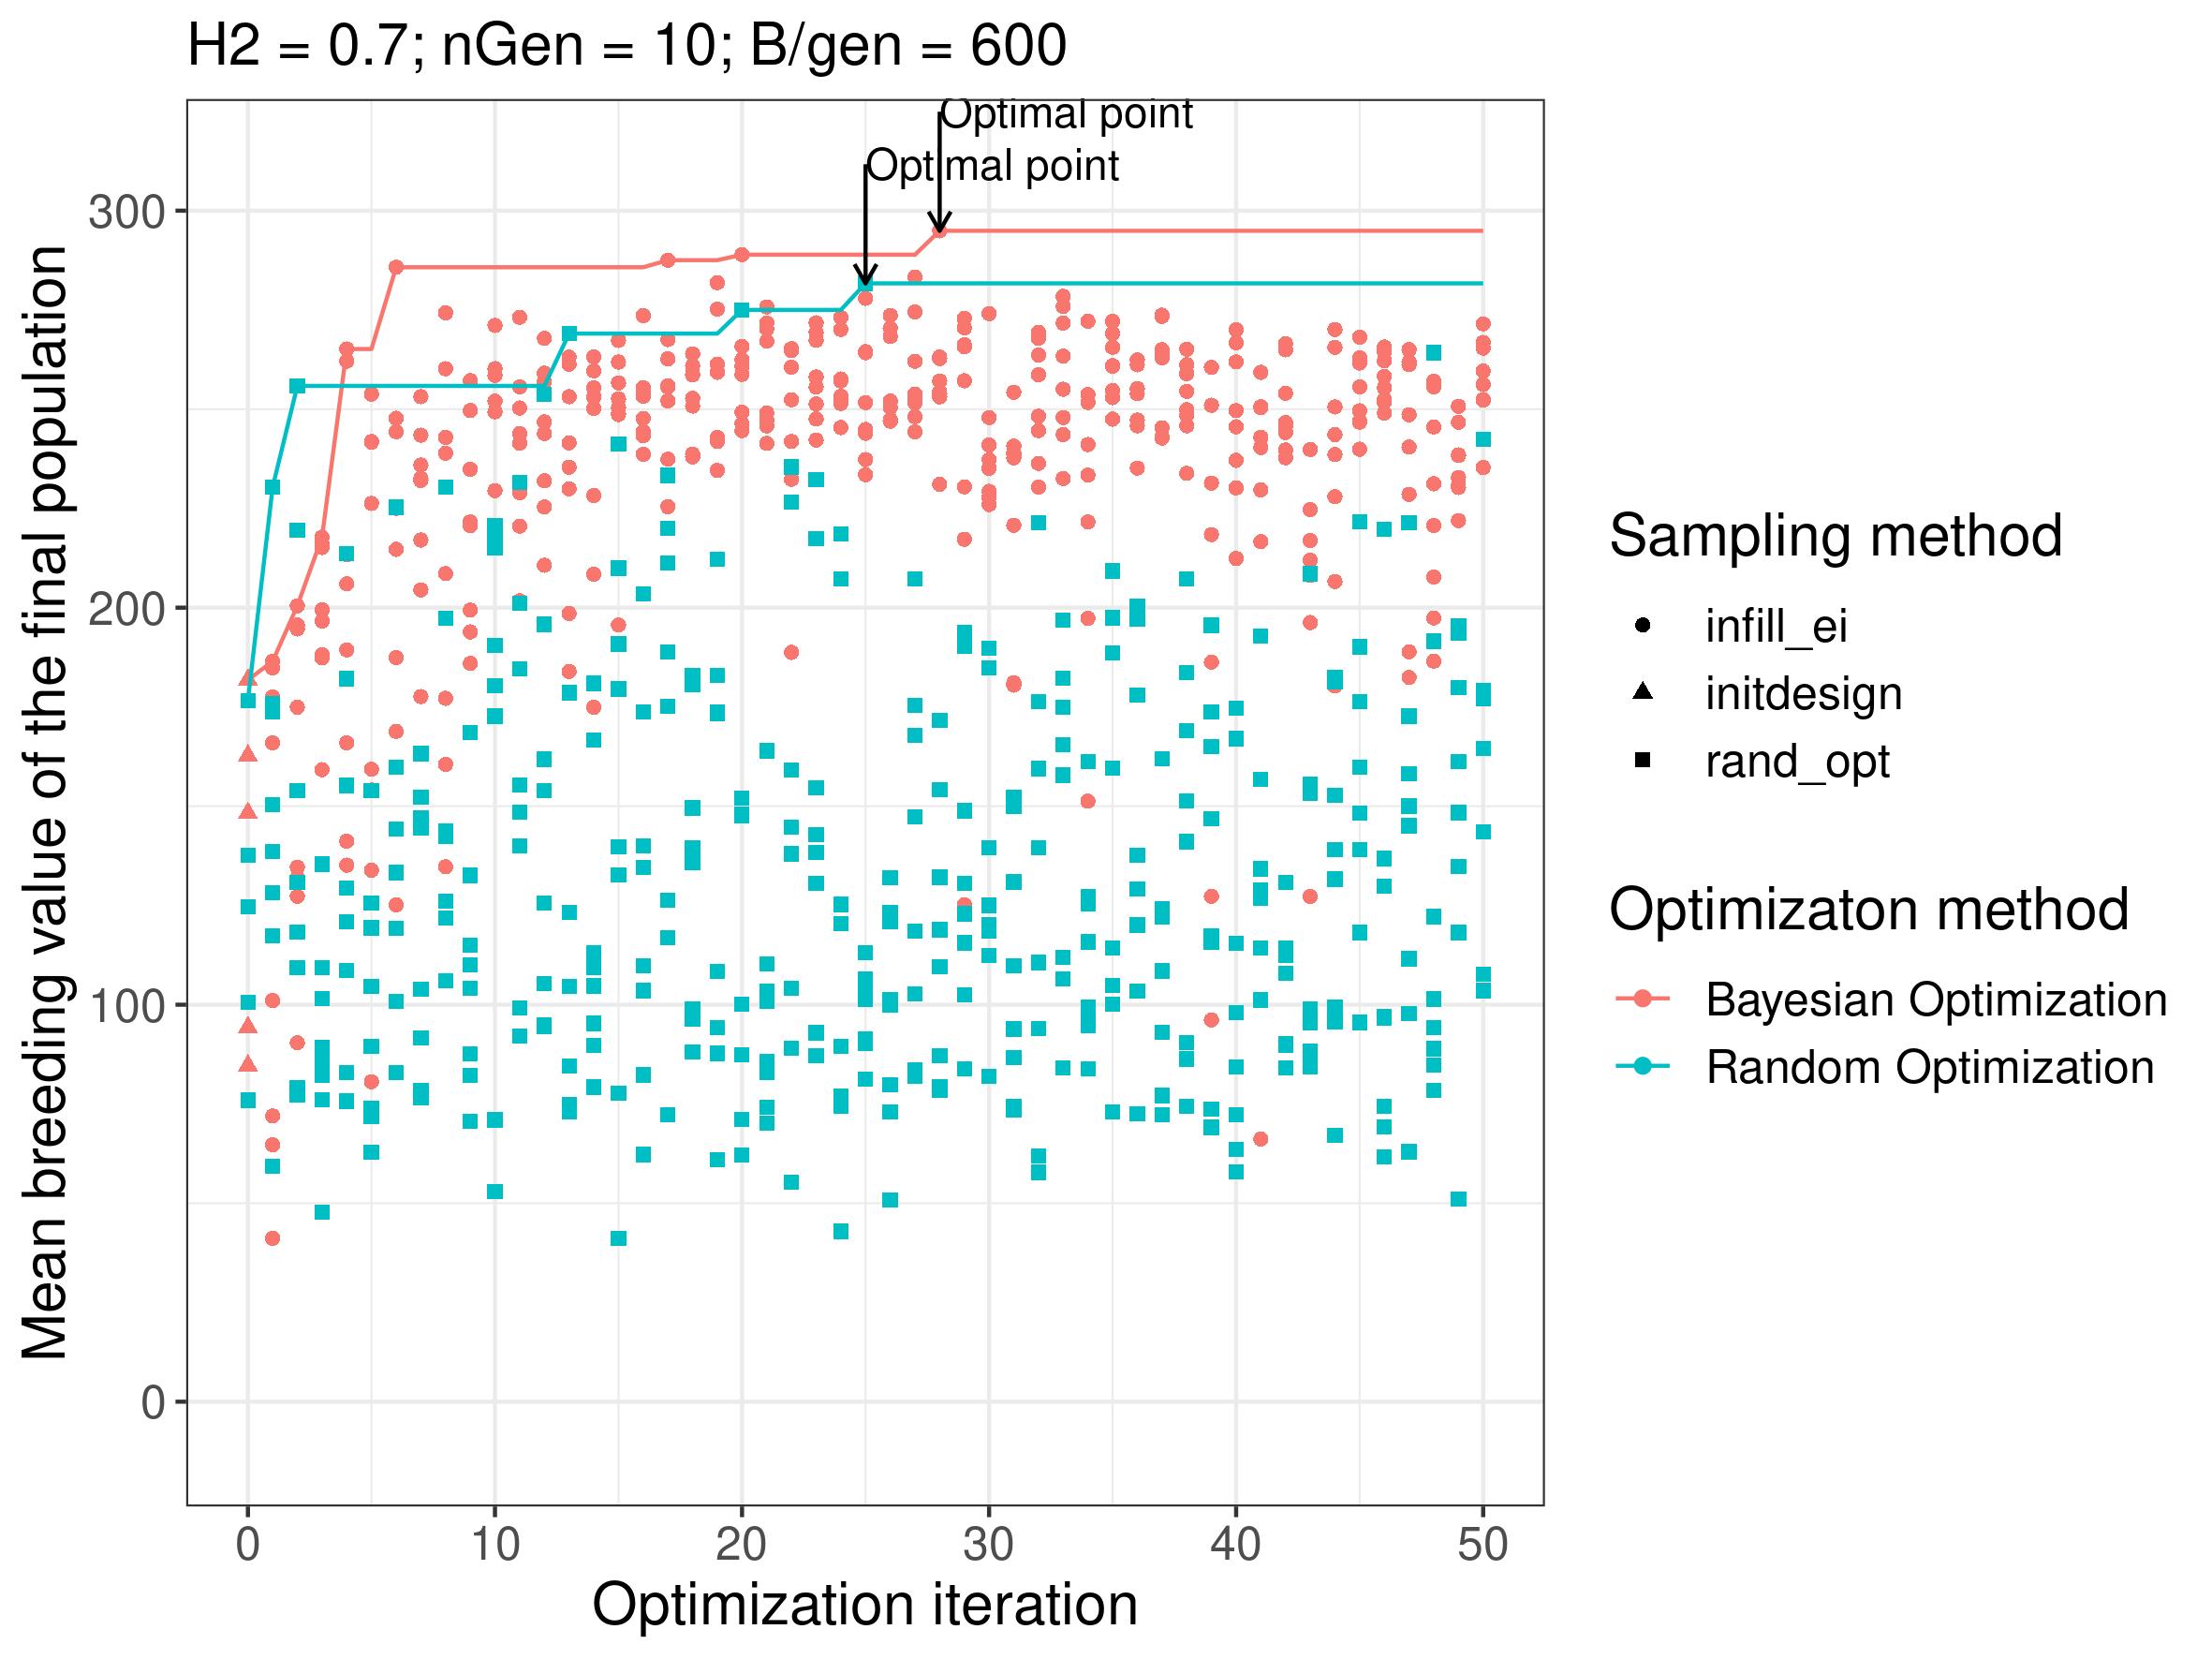 H2 = 0.7; nGen = 10; B/gen = 600
Optimal point
Optimal point
300
200
100
0
Mean breeding value of the final population
0 10 20 30 40 50
Optimization iteration
Sampling method
infill_ei
initdesign
rand_opt
Optimizaton method
Bayesian Optimization
Random Optimization